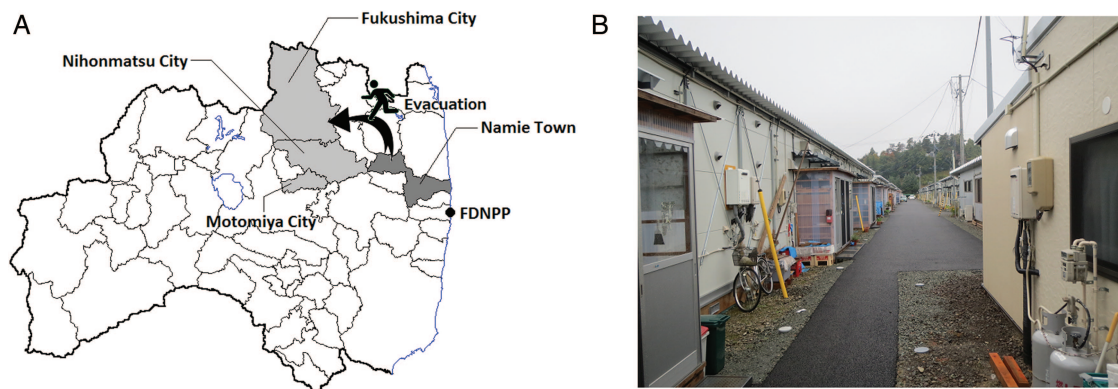 A
Fukushima City
Nihonmatsu City
Evacuation
Namie Town
Motomiya City
FDNPP
B